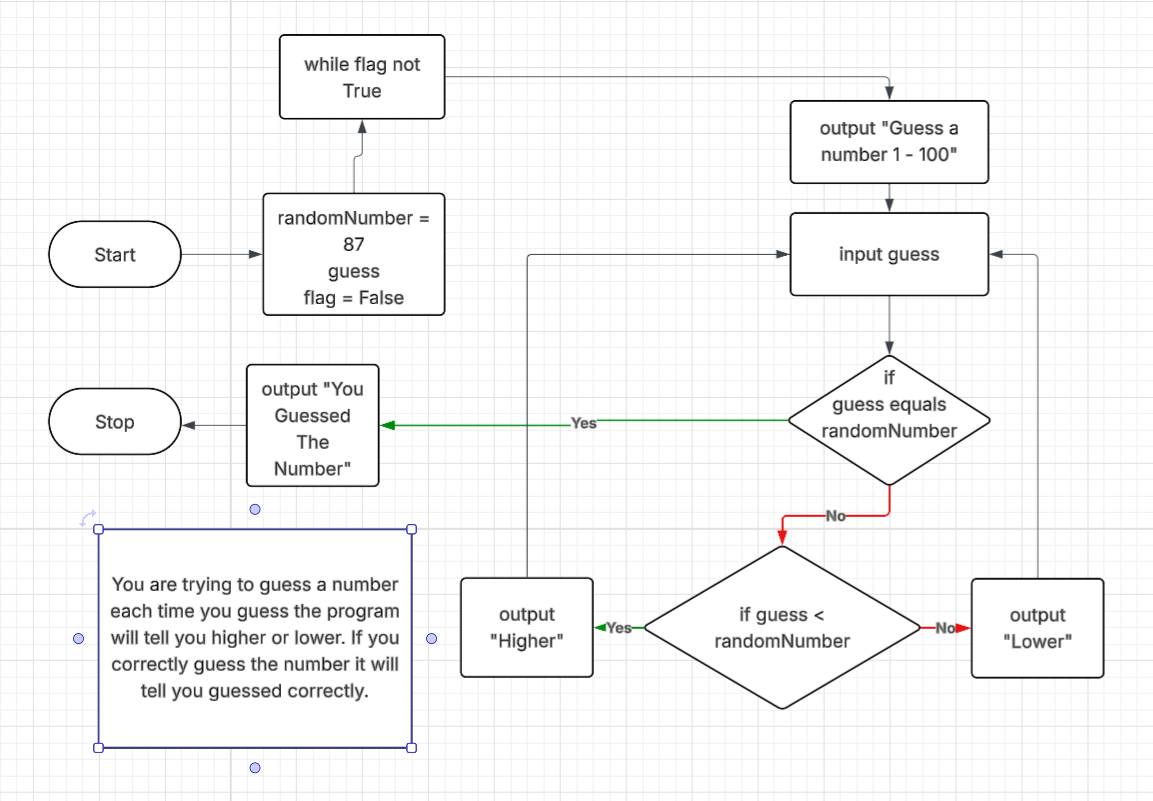 while flag not
True
output "Guess a
number 1 - 100"
Start
randomNumber =
87
guess
flag = False
input guess
Stop
output "You
Guessed
The
Number"
Yes
if
guess equals
randomNumber
No
You are trying to guess a number
each time you guess the program
will tell you higher or lower. If you
correctly guess the number it will
tell you guessed correctly.
output
"Higher"
Yes
if guess <
randomNumber
No
output
"Lower"